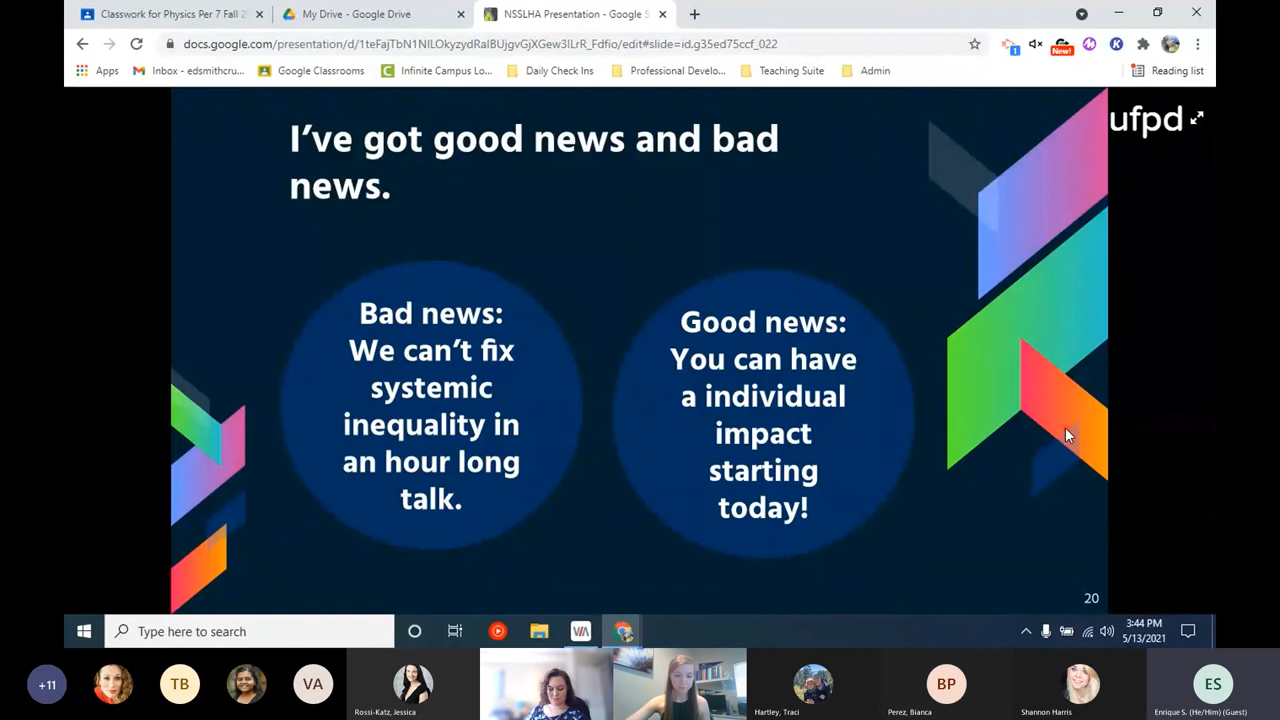 Classwork for Physics Per 7 Fall 2
My Drive - Google Drive
NSSLHA Presentation - Google S
docs.google.com/presentation/d/1eFajTbN1NILOkyzydRaIBUjgvGjXGew3lLrR_Fdfio/edit#slide=id.g35ed75ccf_022
1
New!
Apps
Inbox - edsmithcru...
Google Classrooms
Infinite Campus Lo...
Daily Check Ins
Professional Develo...
Teaching Suite
Admin
Reading list
I've got good news and bad
news.
ufpd
Bad news:
We can't fix
systemic
inequality in
an hour long
talk.
Good news:
You can have
a individual
impact
starting
today!
20
Type here to search
3:44 PM
5/13/2021
+11
TB
VA
Rossi-Katz, Jessica
Hartley, Traci
BP
Perez, Bianca
Shannon Harris
ES
Enrique S. (He/Him) (Guest)